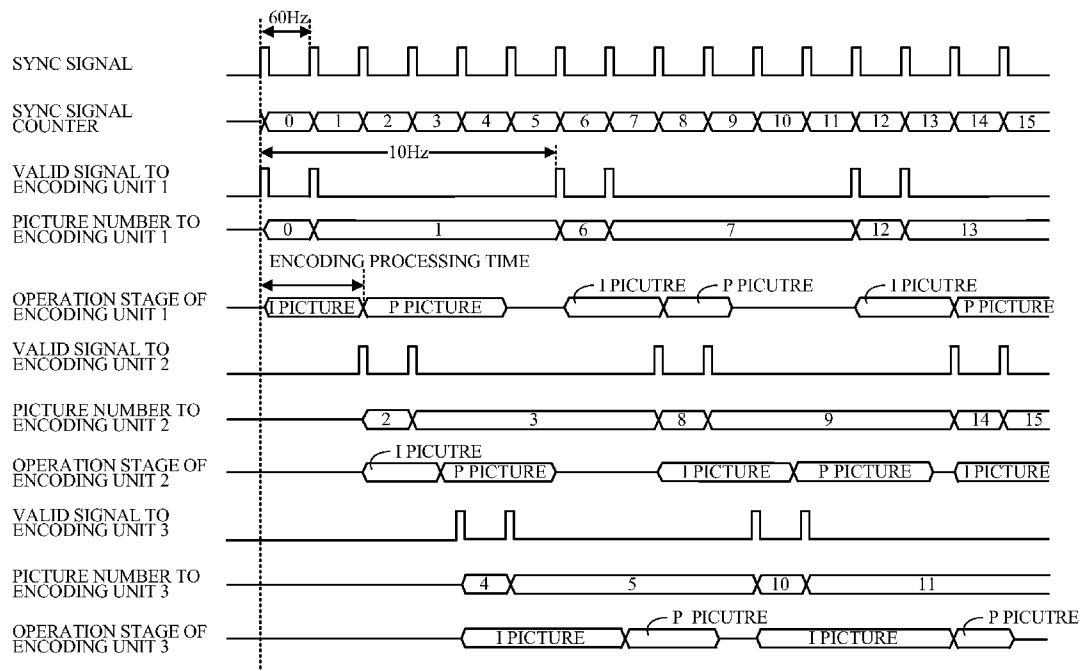 60Hz
SYNC SIGNAL
SYNC SIGNAL
COUNTER
0 1 2 3 4 5 6 7 8 9 10 11 12 13 14 15
10Hz
VALID SIGNAL TO
ENCODING UNIT 1
PICTURE NUMBER TO
ENCODING UNIT 1
0 1 6 7 12 13
ENCODING PROCESSING TIME
OPERATION STAGE OF
ENCODING UNIT 1
I PICTURE P PICTURE I PICUTRE P PICUTRE I PICUTRE P PICTURE
VALID SIGNAL TO
ENCODING UNIT 2
PICTURE NUMBER TO
ENCODING UNIT 2
2 3 8 9 14 15
OPERATION STAGE OF
ENCODING UNIT 2
I PICUTRE P PICTURE I PICTURE P PICTURE I PICTURE
VALID SIGNAL TO
ENCODING UNIT 3
PICTURE NUMBER TO
ENCODING UNIT 3
4 5 10 11
OPERATION STAGE OF
ENCODING UNIT 3
I PICTURE P PICUTRE I PICTURE P PICUTRE